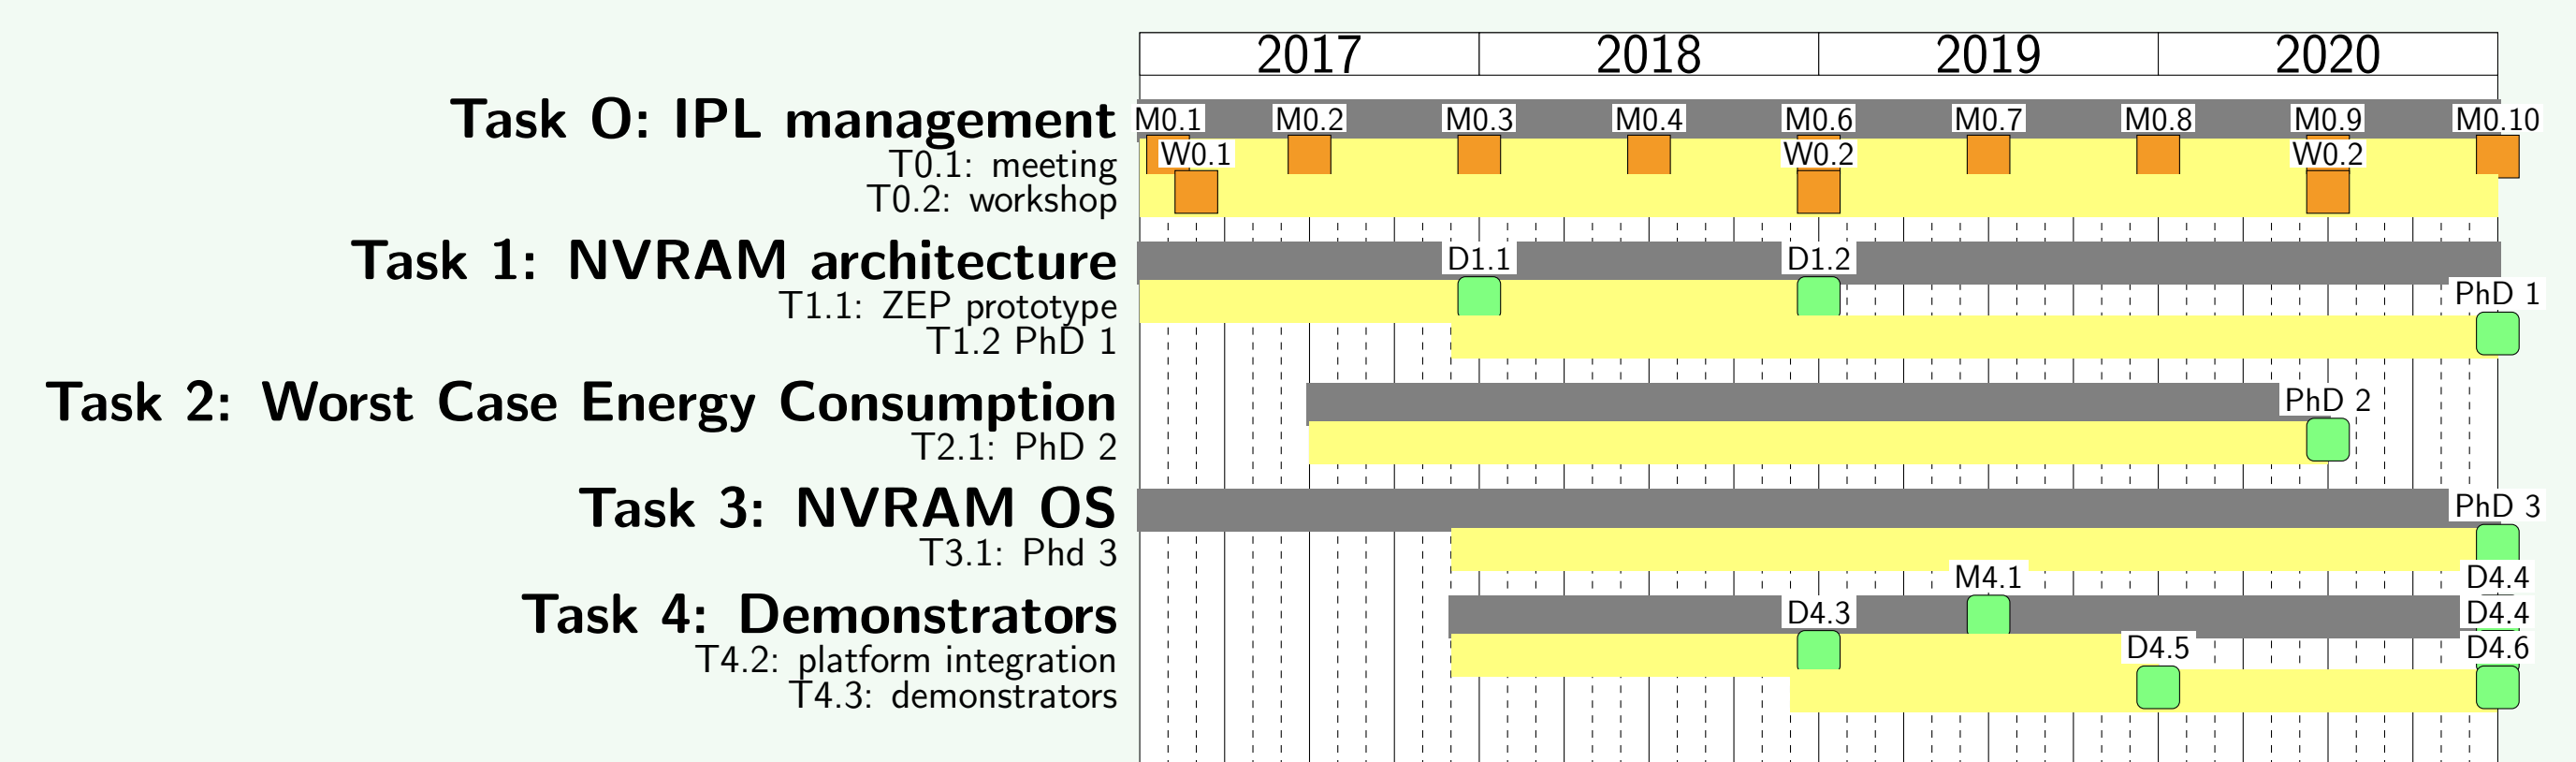 2017 2018 2019 2020
Task O: IPL management
M0.1 M0.2 M0.3 M0.4 M0.6 M0.7 M0.8 M0.9 M0.10
T0.1: meeting
W0.1 W0.2 W0.2
T0.2: workshop
Task 1: NVRAM architecture
D1.1 D1.2
T1.1: ZEP prototype
PhD 1
T1.2 PhD 1
Task 2: Worst Case Energy Consumption
PhD 2
T2.1: PhD 2
Task 3: NVRAM OS
PhD 3
T3.1: Phd 3
M4.1 D4.4
Task 4: Demonstrators
D4.3 D4.4
T4.2: platform integration
D4.5 D4.6
T4.3: demonstrators